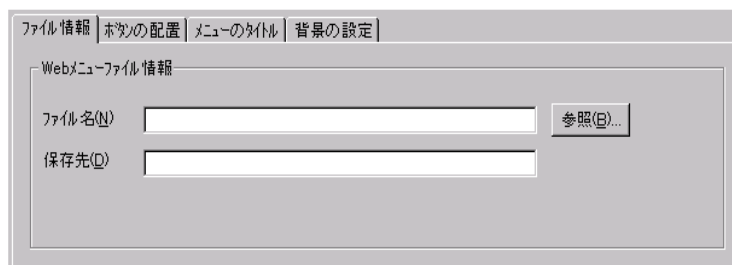 ファイル情報 ボタンの配置 メニューのタイトル 背景の設定
Webメニューファイル情報
ファイル名(N) 参照(B)...
保存先(D)